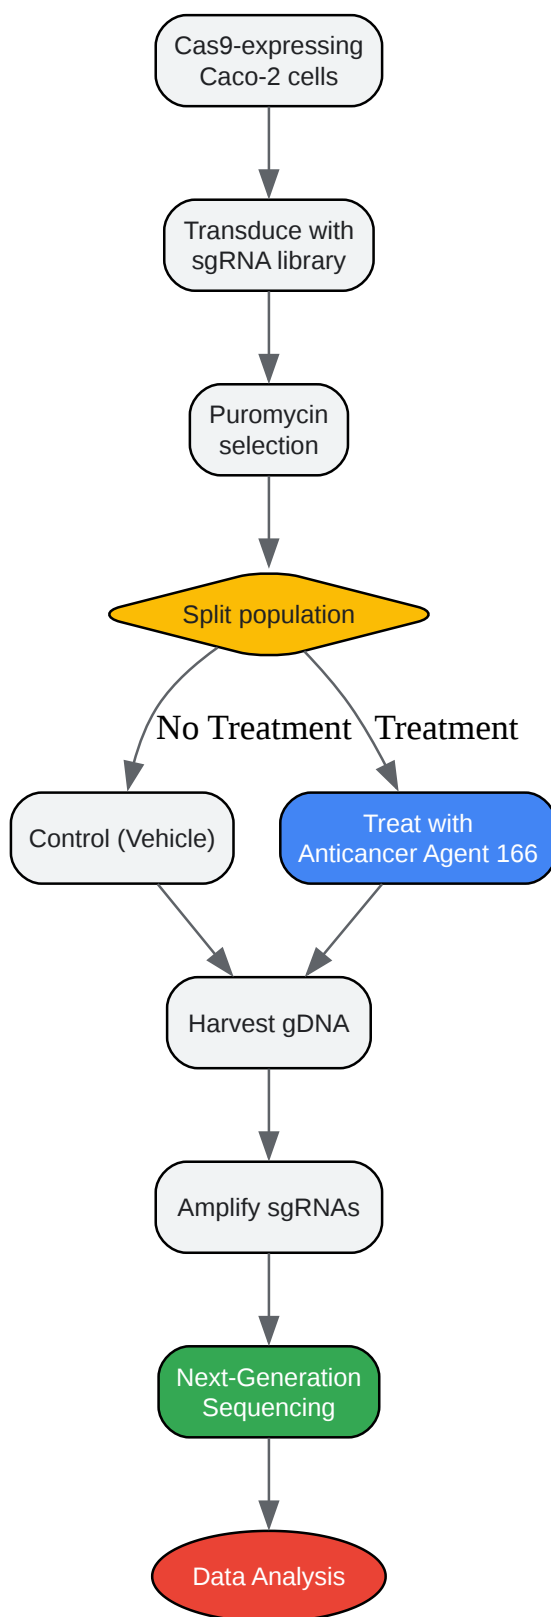 Cas9-expressing
Caco-2 cells
Transduce with
sgRNA library
Puromycin
selection
Split population
No Treatment
Treatment
Control (Vehicle)
Treat with
Anticancer Agent 166
Harvest gDNA
Amplify sgRNAs
Next-Generation
Sequencing
Data Analysis